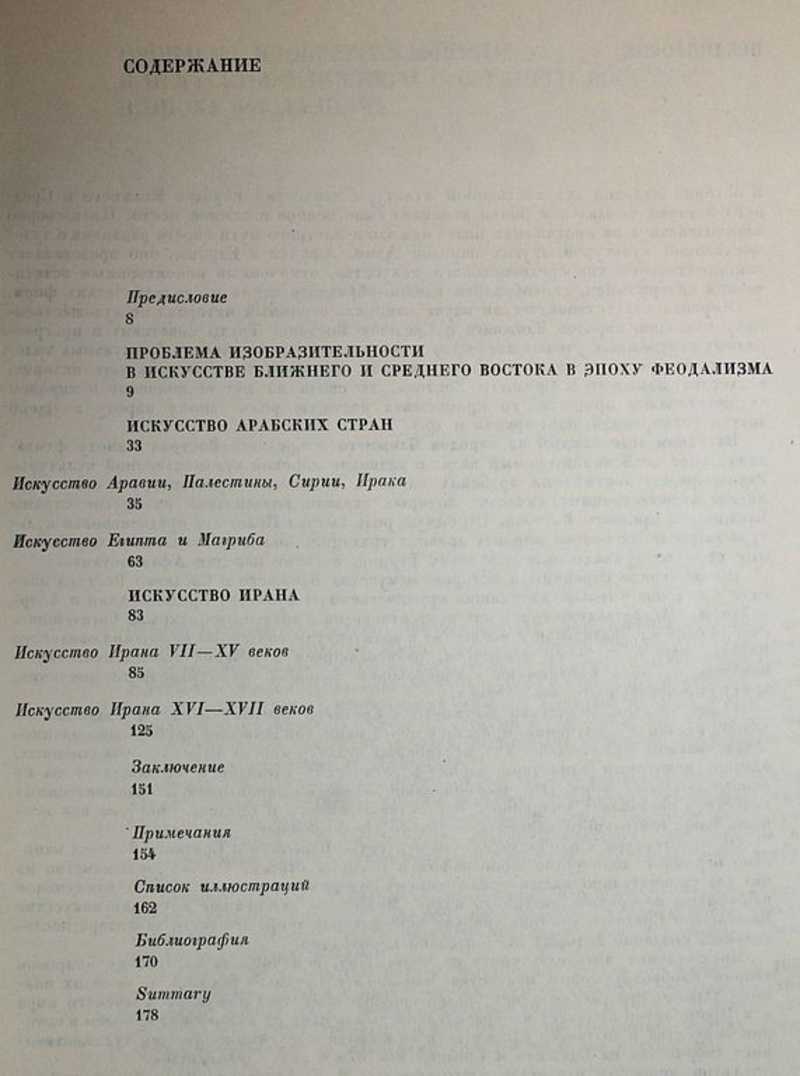 СОДЕРЖАНИЕ
Предисловие
8
ПРОБЛЕМА ИЗОБРАЗИТЕЛЬНОСТИ
В ИСКУССТВЕ БЛИЖНЕГО И СРЕДНЕГО ВОСТОКА В ЭПОХУ ФЕОДАЛИЗМА
9
ИСКУССТВО АРАБСКИХ СТРАН
33
Искусство Аравии, Палестины, Сирии, Ирака
35
Искусство Египта и Магриба
63
ИСКУССТВО ИРАНА
83
Искусство Ирана VII—XV веков
85
Искусство Ирана XVI—XVII веков
125
Заключение
151
Примечания
154
Список иллюстраций
162
Библиография
170
Summary
178